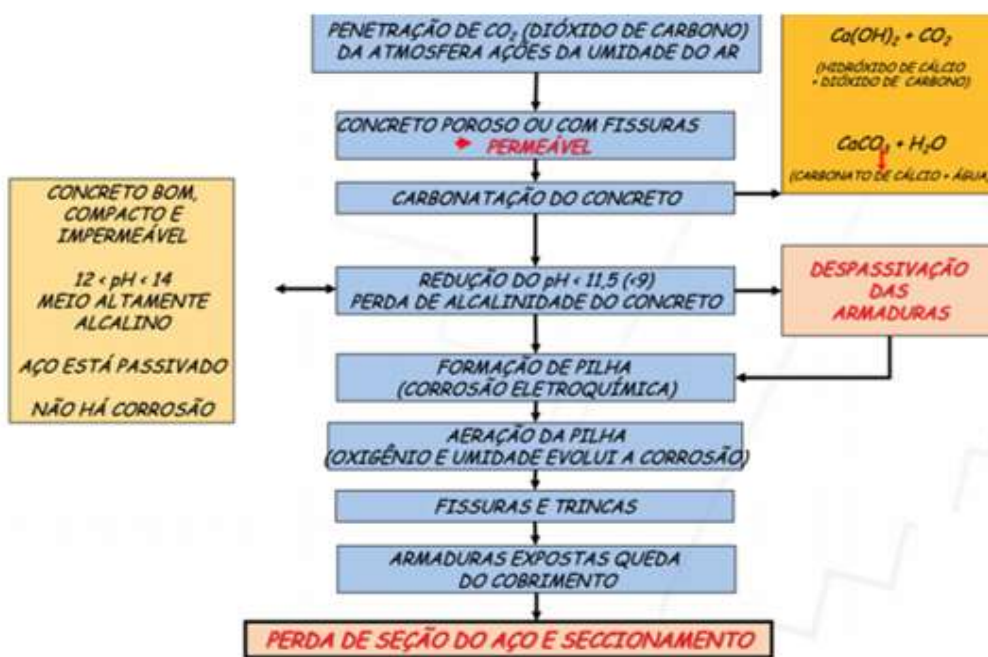 PENETRAÇÃO DE CO₂ (DIÓXIDO DE CARBONO)
DA ATMOSFERA AÇÕES DA UMIDADE DO AR
Ca(OH)₂ + CO₂
(HIDRÓXIDO DE CÁLCIO
+ DIÓXIDO DE CARBONO)
CaCO₃ + H₂O
(CARBONATO DE CÁLCIO + ÁGUA)
CONCRETO POROSO OU COM FISSURAS
PERMEÁVEL
CARBONATAÇÃO DO CONCRETO
CONCRETO BOM,
COMPACTO E
IMPERMEÁVEL
12 < pH < 14
MEIO ALTAMENTE
ALCALINO
AÇO ESTÁ PASSIVADO
NÃO HÁ CORROSÃO
REDUÇÃO DO pH < 11,5 (<9)
PERDA DE ALCALINIDADE DO CONCRETO
DESPASSIVAÇÃO
DAS
ARMADURAS
FORMAÇÃO DE PILHA
(CORROSÃO ELETROQUÍMICA)
AERAÇÃO DA PILHA
(OXIGÊNIO E UMIDADE EVOLUI A CORROSÃO)
FISSURAS E TRINCAS
ARMADURAS EXPOSTAS QUEDA
DO COBRIMENTO
PERDA DE SEÇÃO DO AÇO E SECCIONAMENTO